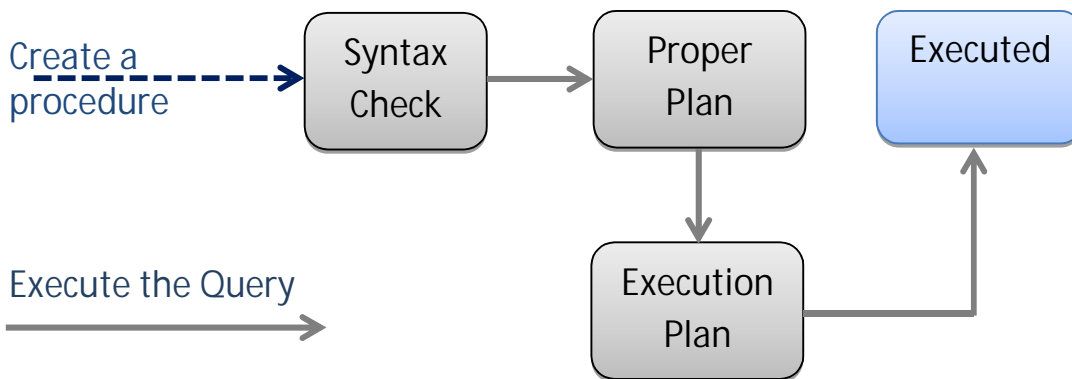 Create a
procedure
Syntax
Check
Proper
Plan
Executed
Execute the Query
Execution
Plan